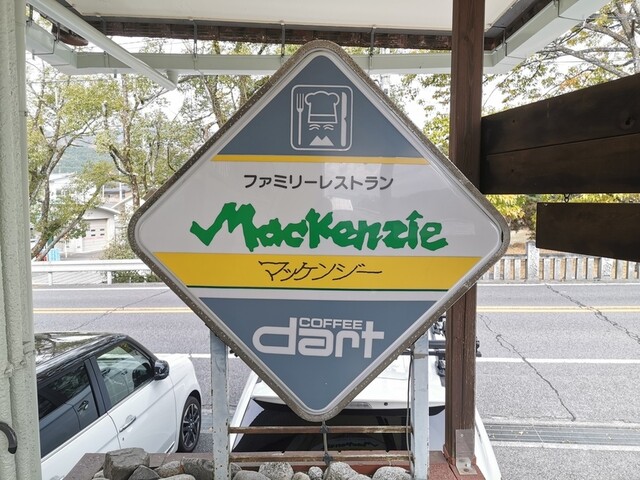 ファミリーレストラン
Mackenzie
マッケンジー
COFFEE
dart